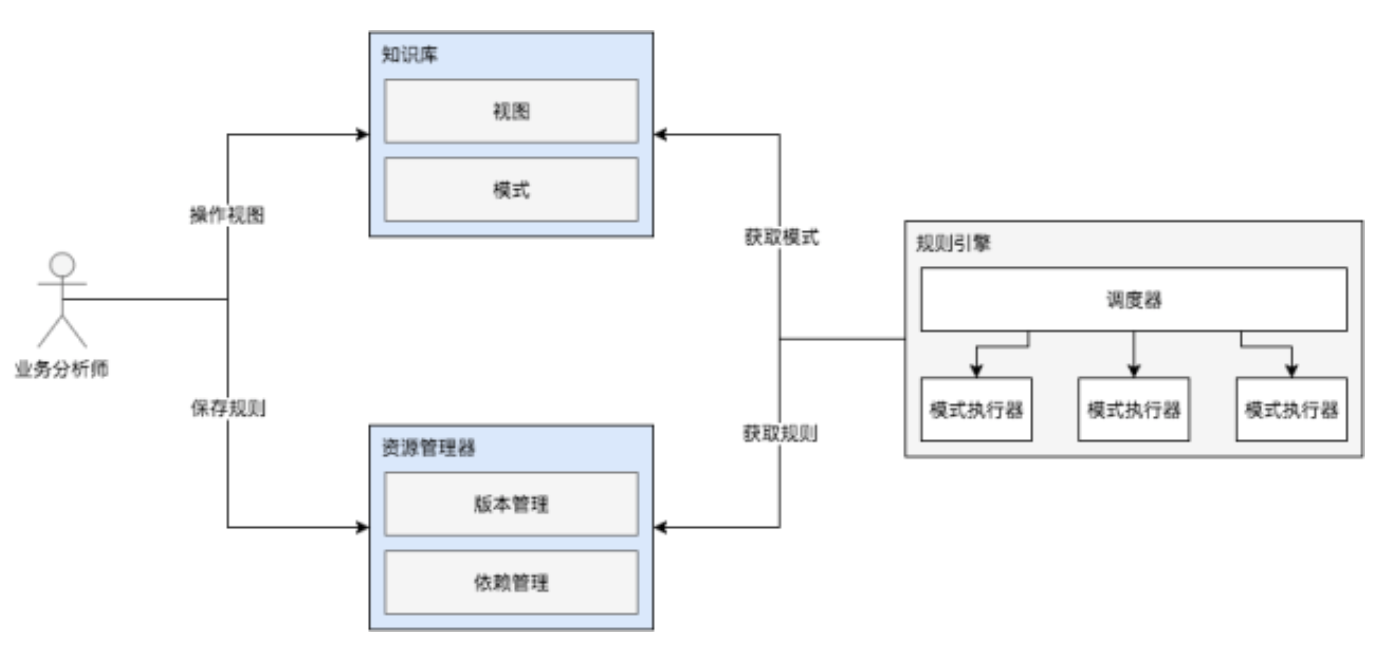 知识库
视图
模式
操作视图
业务分析师
保存规则
资源管理器
版本管理
依赖管理
获取模式
获取规则
规则引擎
调度器
模式执行器
模式执行器
模式执行器